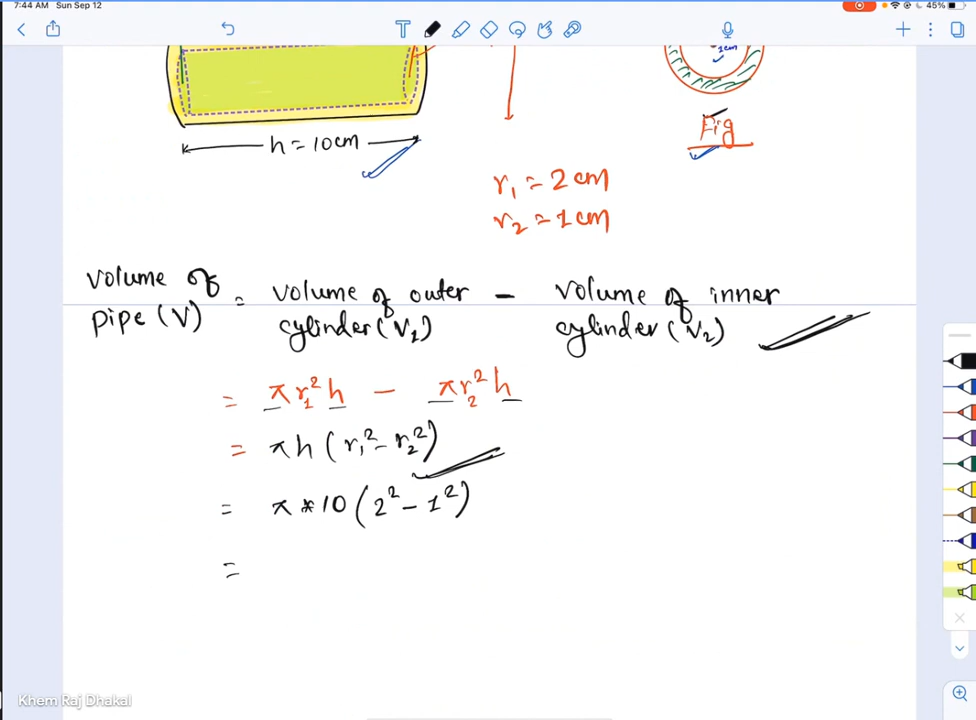 7:44 AM Sun Sep 12
45%
T
1cm
h = 10cm
Fig
r₁ = 2 cm
r₂ = 1 cm
volume of pipe (V) = volume of outer cylinder (V₁) - volume of inner cylinder (V₂)
= πr₁²h - πr₂²h
= πh (r₁² - r₂²)
= π * 10 (2² - 1²)
=
Khem Raj Dhakal